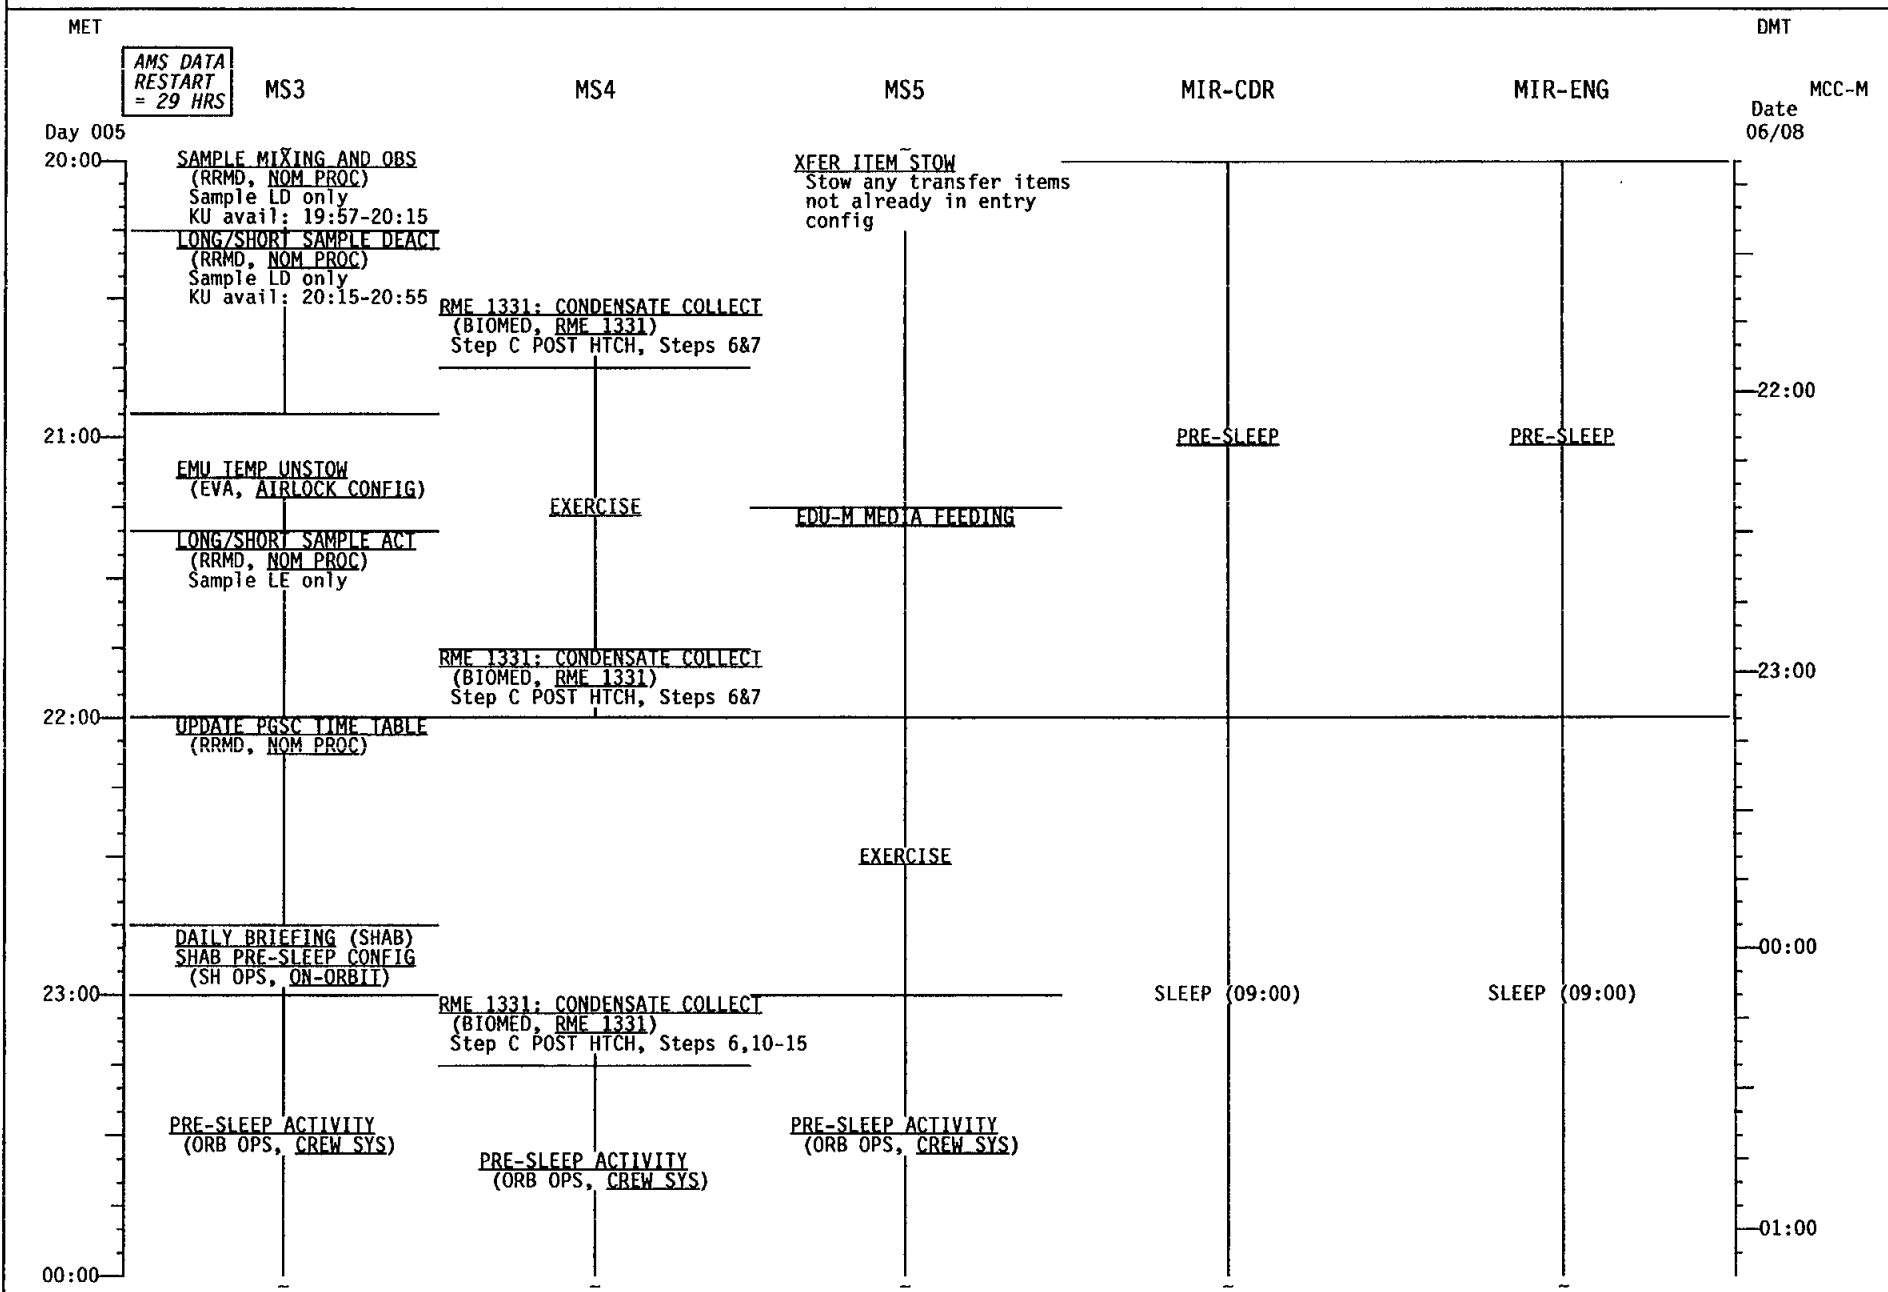 MET
DMT
AMS DATA
RESTART
= 29 HRS
MS3
MS4
MS5
MIR-CDR
MIR-ENG
MCC-M
Date
06/08
Day 005
20:00
SAMPLE MIXING AND OBS
(RRMD, NOM PROC)
Sample LD only
KU avail: 19:57-20:15
LONG/SHORT SAMPLE DEACT
(RRMD, NOM PROC)
Sample LD only
KU avail: 20:15-20:55
XFER ITEM STOW
Stow any transfer items
not already in entry
config
RME 1331: CONDENSATE COLLECT
(BIOMED, RME 1331)
Step C POST HTCH, Steps 6&7
22:00
21:00
PRE-SLEEP
PRE-SLEEP
EMU TEMP UNSTOW
(EVA, AIRLOCK CONFIG)
EXERCISE
EDU-M MEDIA FEEDING
LONG/SHORT SAMPLE ACT
(RRMD, NOM PROC)
Sample LE only
RME 1331: CONDENSATE COLLECT
(BIOMED, RME 1331)
Step C POST HTCH, Steps 6&7
23:00
22:00
UPDATE PGSC TIME TABLE
(RRMD, NOM PROC)
EXERCISE
DAILY BRIEFING (SHAB)
SHAB PRE-SLEEP CONFIG
(SH OPS, ON-ORBIT)
00:00
23:00
RME 1331: CONDENSATE COLLECT
(BIOMED, RME 1331)
Step C POST HTCH, Steps 6,10-15
SLEEP (09:00)
SLEEP (09:00)
PRE-SLEEP ACTIVITY
(ORB OPS, CREW SYS)
PRE-SLEEP ACTIVITY
(ORB OPS, CREW SYS)
PRE-SLEEP ACTIVITY
(ORB OPS, CREW SYS)
01:00
00:00